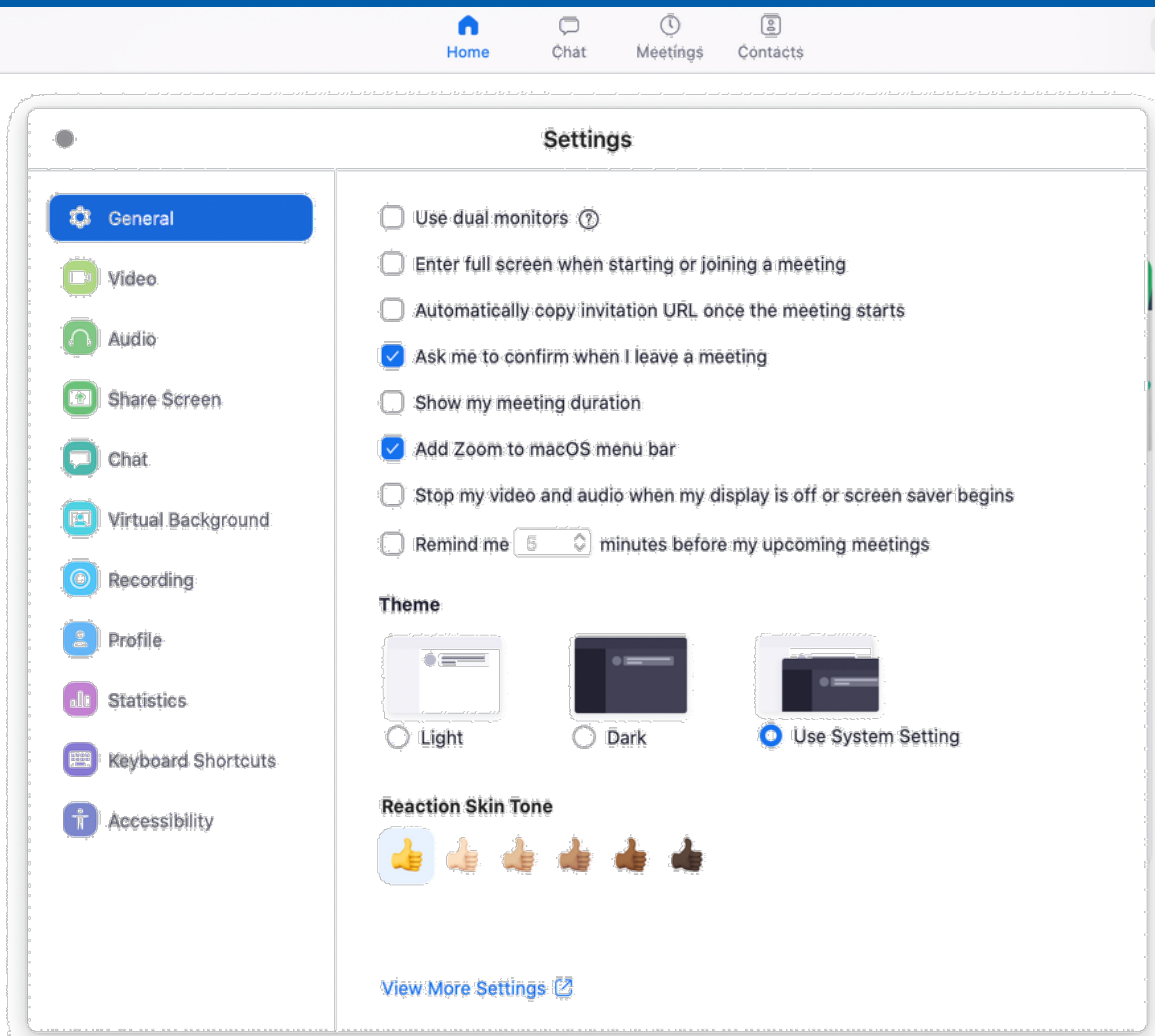 Home Chat Meetings Contacts
Settings
General
Video
Audio
Share Screen
Chat
Virtual Background
Recording
Profile
Statistics
Keyboard Shortcuts
Accessibility
Use dual monitors ?
Enter full screen when starting or joining a meeting
Automatically copy invitation URL once the meeting starts
Ask me to confirm when I leave a meeting
Show my meeting duration
Add Zoom to macOS menu bar
Stop my video and audio when my display is off or screen saver begins
Remind me 5 minutes before my upcoming meetings
Theme
Light Dark Use System Setting
Reaction Skin Tone
View More Settings